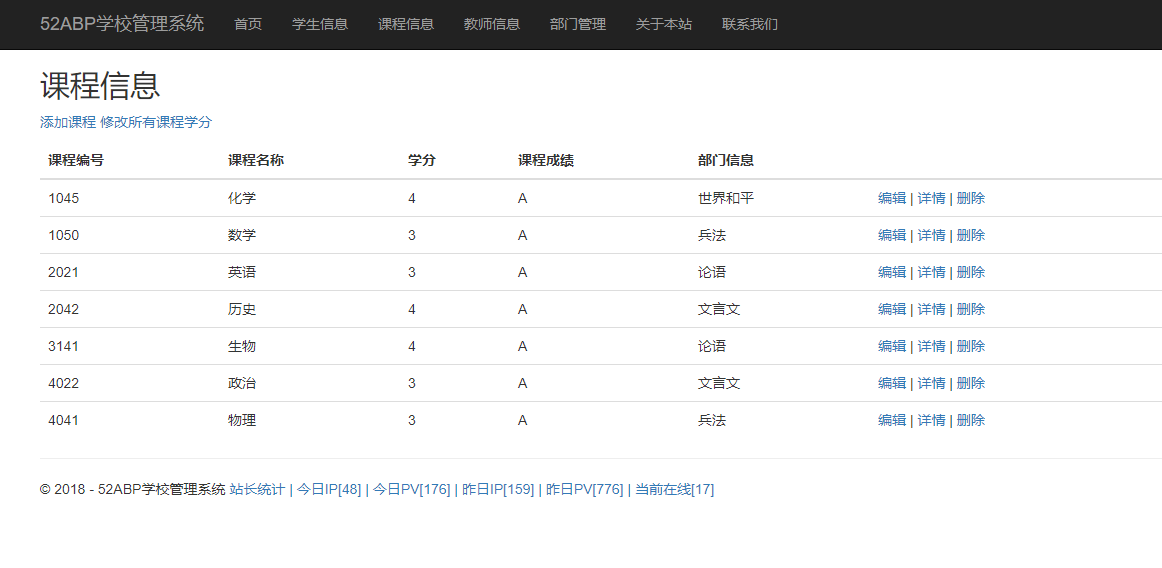 52ABP学校管理系统 首页 学生信息 课程信息 教师信息 部门管理 关于本站 联系我们
课程信息
添加课程 修改所有课程学分
课程编号 课程名称 学分 课程成绩 部门信息
1045 化学 4 A 世界和平 编辑 | 详情 | 删除
1050 数学 3 A 兵法 编辑 | 详情 | 删除
2021 英语 3 A 论语 编辑 | 详情 | 删除
2042 历史 4 A 文言文 编辑 | 详情 | 删除
3141 生物 4 A 论语 编辑 | 详情 | 删除
4022 政治 3 A 文言文 编辑 | 详情 | 删除
4041 物理 3 A 兵法 编辑 | 详情 | 删除
© 2018 - 52ABP学校管理系统 站长统计 | 今日IP[48] | 今日PV[176] | 昨日IP[159] | 昨日PV[776] | 当前在线[17]